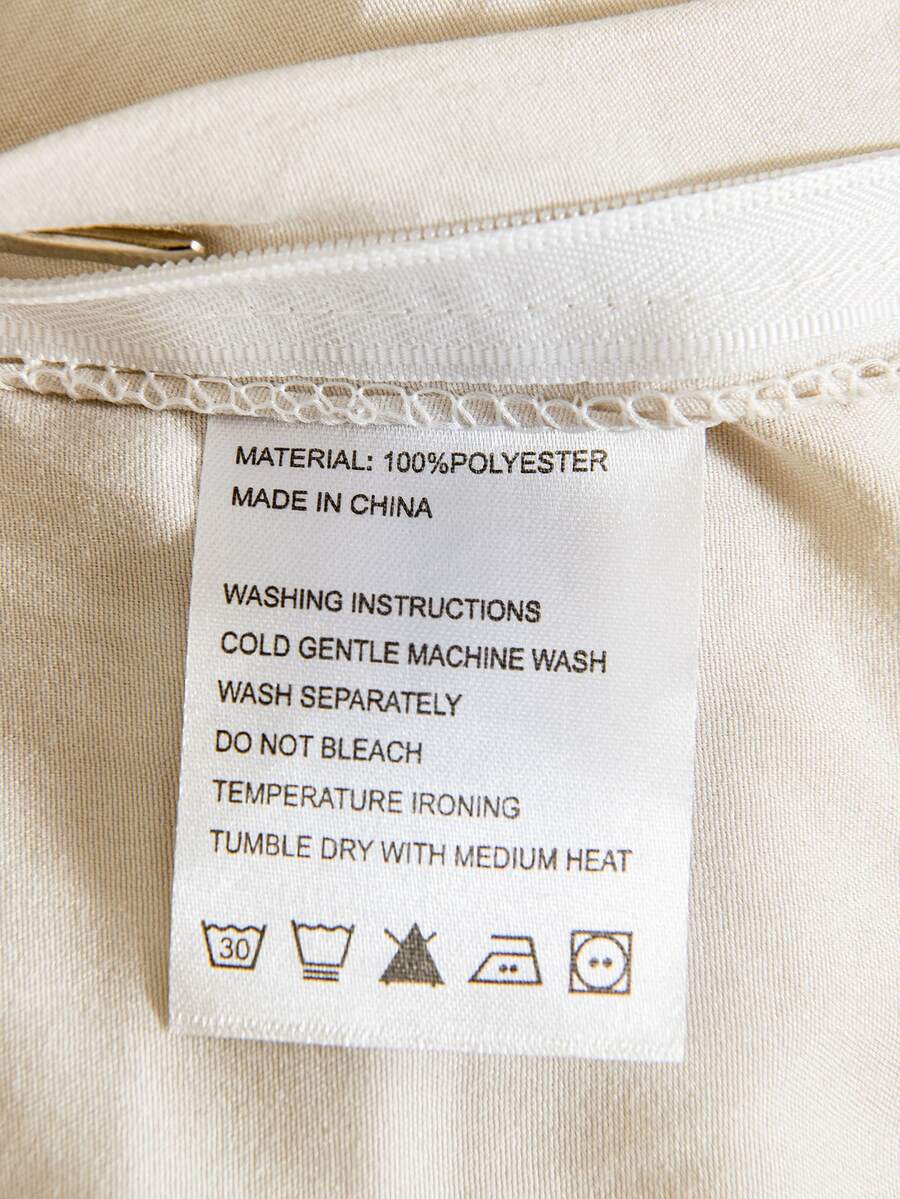 MATERIAL: 100%POLYESTER
MADE IN CHINA
WASHING INSTRUCTIONS
COLD GENTLE MACHINE WASH
WASH SEPARATELY
DO NOT BLEACH
TEMPERATURE IRONING
TUMBLE DRY WITH MEDIUM HEAT
30